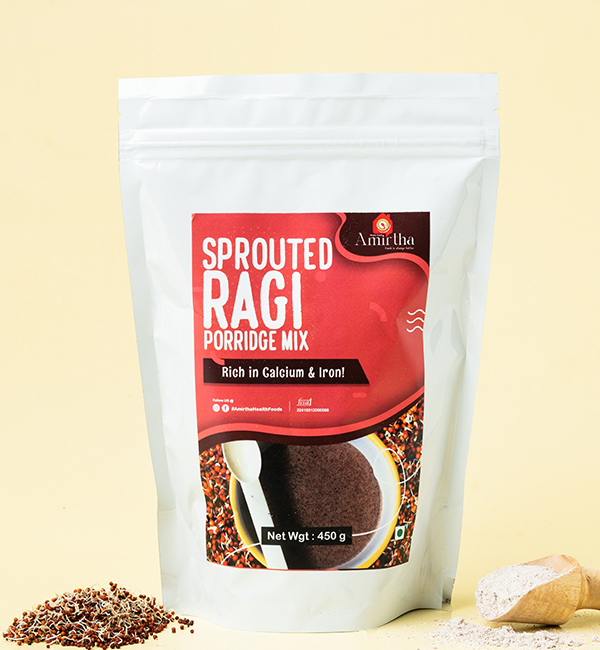 Amirtha
SPROUTED
RAGI
PORRIDGE MIX
Rich in Calcium & Iron!
Follow US @
#AmirthaHealthFoods
fssai
Net Wgt : 450 g